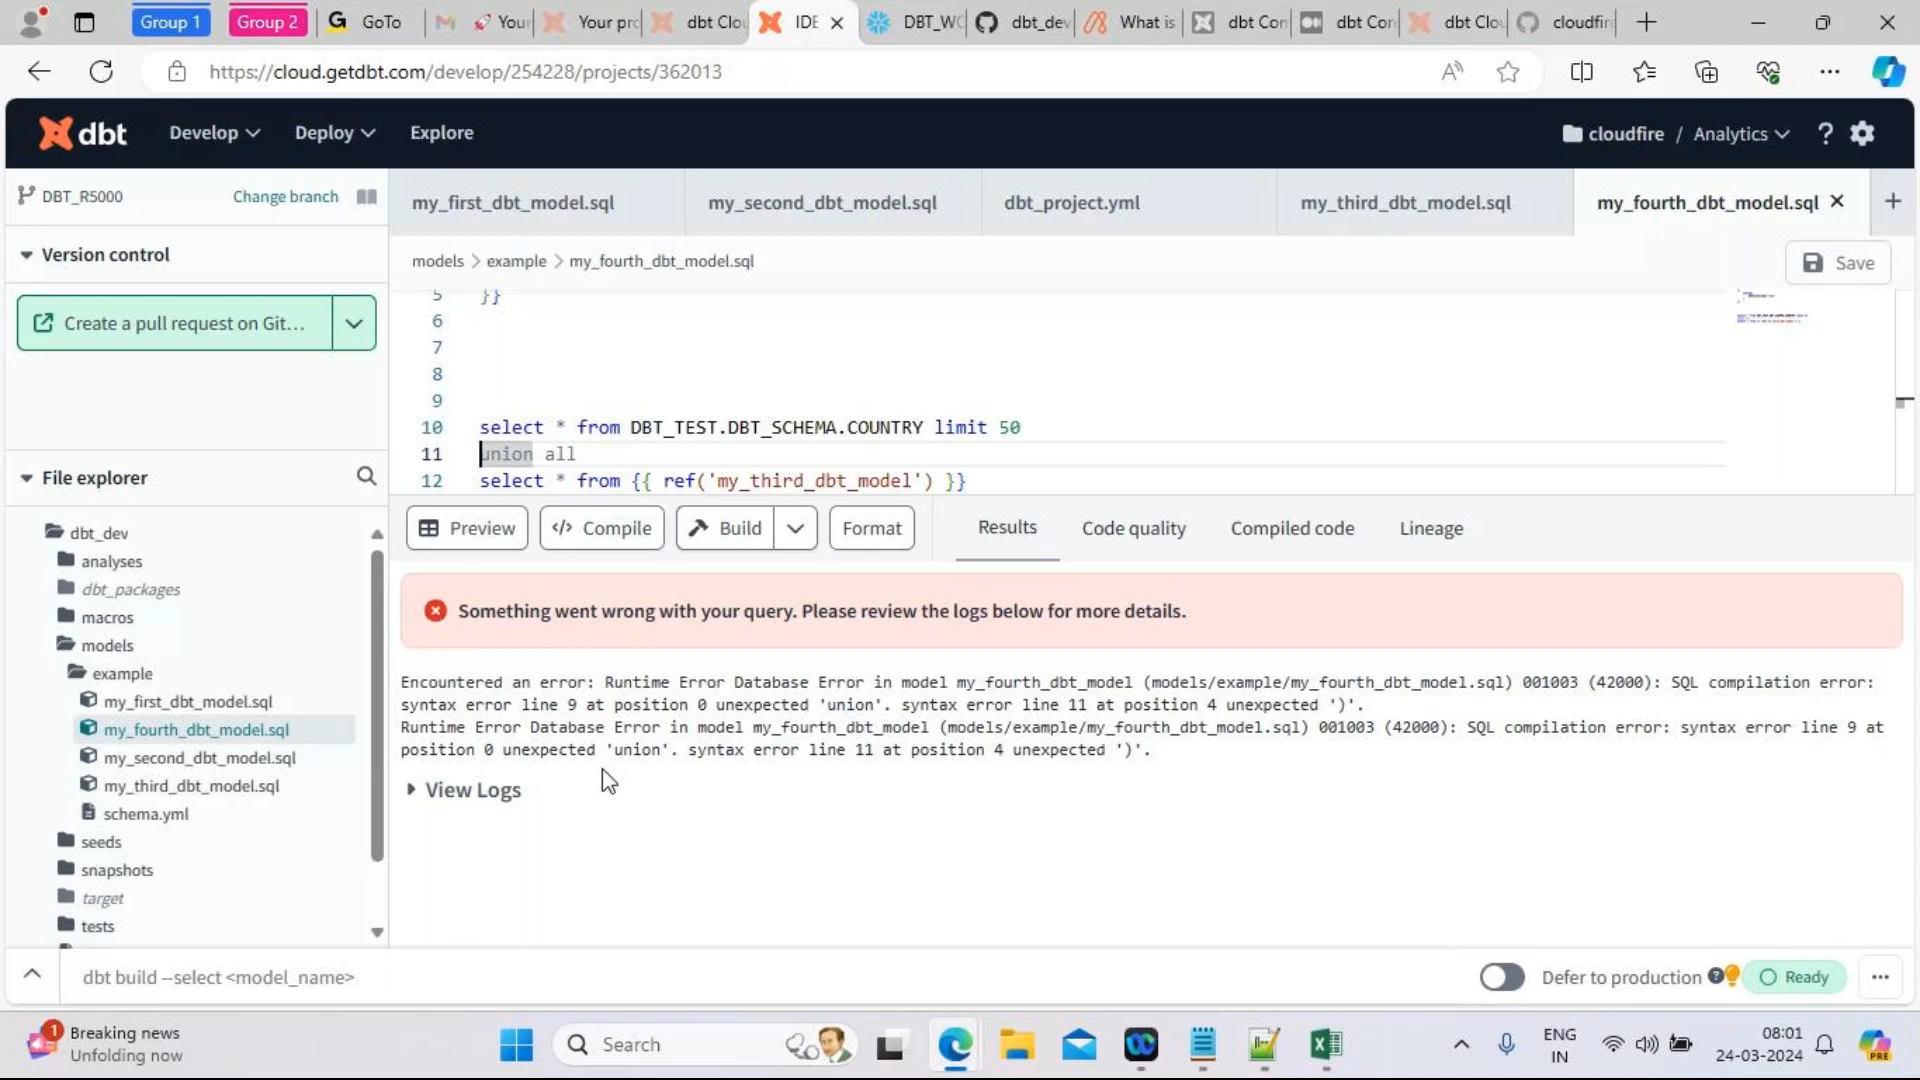 Group 1
Group 2
GoTo
Your
Your pro
dbt Clou
IDE
DBT_WO
dbt_dev
What is
dbt Con
dbt Cor
dbt Clou
cloudfire
https://cloud.getdbt.com/develop/254228/projects/362013
dbt
Develop
Deploy
Explore
cloudfire / Analytics
?
DBT_R5000
Change branch
my_first_dbt_model.sql
my_second_dbt_model.sql
dbt_project.yml
my_third_dbt_model.sql
my_fourth_dbt_model.sql
Version control
models > example > my_fourth_dbt_model.sql
Save
Create a pull request on Git...
5 }}
6
7
8
9
10 select * from DBT_TEST.DBT_SCHEMA.COUNTRY limit 50
11 union all
12 select * from {{ ref('my_third_dbt_model') }}
File explorer
dbt_dev
analyses
dbt_packages
macros
models
example
my_first_dbt_model.sql
my_fourth_dbt_model.sql
my_second_dbt_model.sql
my_third_dbt_model.sql
schema.yml
seeds
snapshots
target
tests
Preview
</> Compile
Build
Format
Results
Code quality
Compiled code
Lineage
Something went wrong with your query. Please review the logs below for more details.
Encountered an error: Runtime Error Database Error in model my_fourth_dbt_model (models/example/my_fourth_dbt_model.sql) 001003 (42000): SQL compilation error:
syntax error line 9 at position 0 unexpected 'union'. syntax error line 11 at position 4 unexpected ')'.
Runtime Error Database Error in model my_fourth_dbt_model (models/example/my_fourth_dbt_model.sql) 001003 (42000): SQL compilation error: syntax error line 9 at
position 0 unexpected 'union'. syntax error line 11 at position 4 unexpected ')'.
View Logs
dbt build --select <model_name>
Defer to production
Ready
1
Breaking news
Unfolding now
Search
ENG
IN
08:01
24-03-2024
PRE